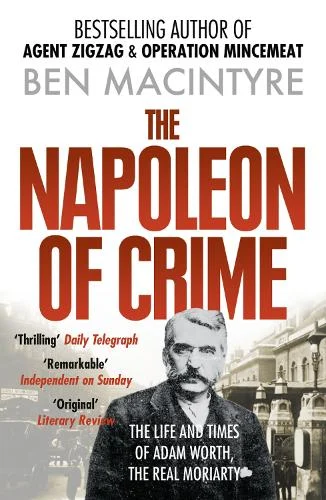 BESTSELLING AUTHOR OF
AGENT ZIGZAG & OPERATION MINCEMEAT
BEN MACINTYRE
THE
NAPOLEON
OF CRIME
‘Thrilling’ Daily Telegraph
‘Remarkable’
Independent on Sunday
‘Original’
Literary Review
THE LIFE AND TIMES
OF ADAM WORTH,
THE REAL MORIARTY